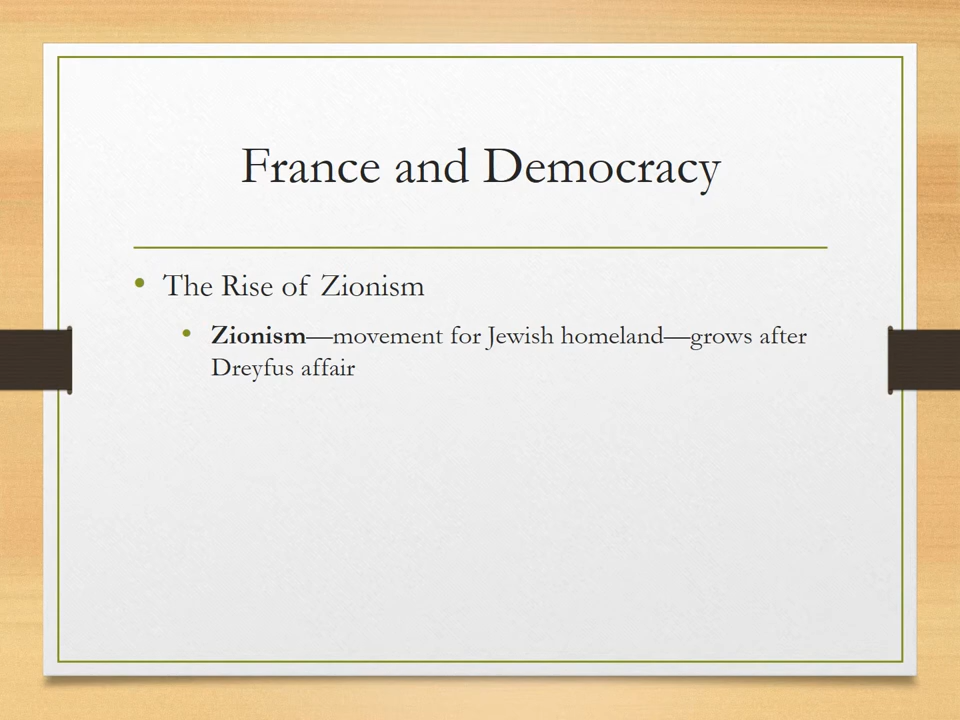 France and Democracy
• The Rise of Zionism
• Zionism—movement for Jewish homeland—grows after
Dreyfus affair